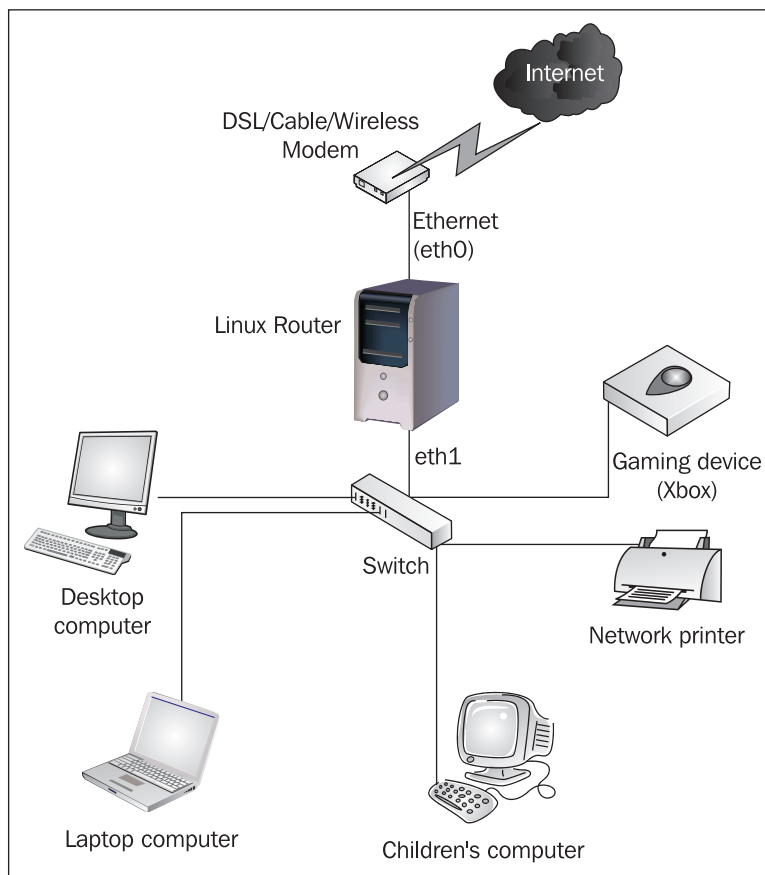 Internet
DSL/Cable/Wireless
Modem
Ethernet
(eth0)
Linux Router
eth1
Gaming device
(Xbox)
Switch
Desktop
computer
Network printer
Laptop computer
Children's computer